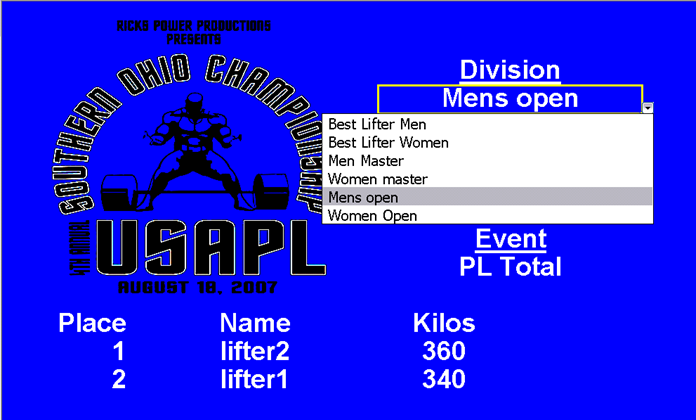 RICKS POWER PRODUCTIONS
PRESENTS
SOUTHERN OHIO CHAMPIONSHIP
4TH ANNUAL
USAPL
AUGUST 18, 2007
Division
Mens open
Best Lifter Men
Best Lifter Women
Men Master
Women master
Mens open
Women Open
Event
PL Total
Place Name Kilos
1 lifter2 360
2 lifter1 340